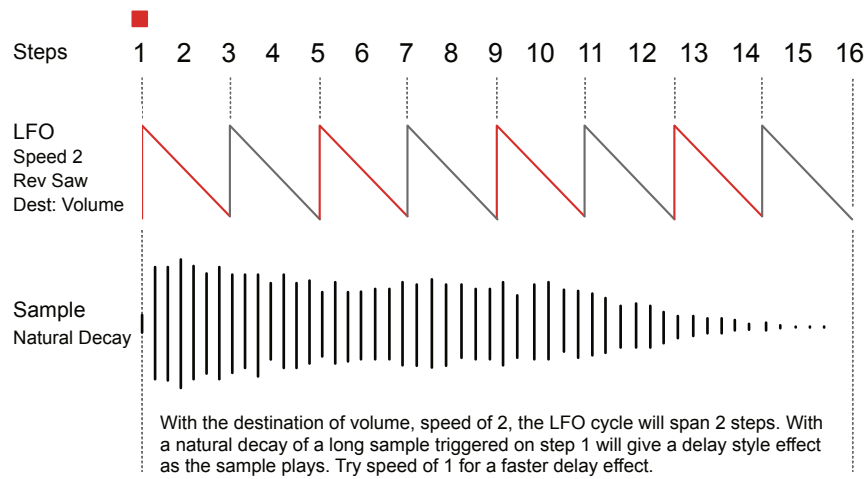 Steps 1 2 3 4 5 6 7 8 9 10 11 12 13 14 15 16
LFO
Speed 2
Rev Saw
Dest: Volume
Sample
Natural Decay
With the destination of volume, speed of 2, the LFO cycle will span 2 steps. With
a natural decay of a long sample triggered on step 1 will give a delay style effect
as the sample plays. Try speed of 1 for a faster delay effect.